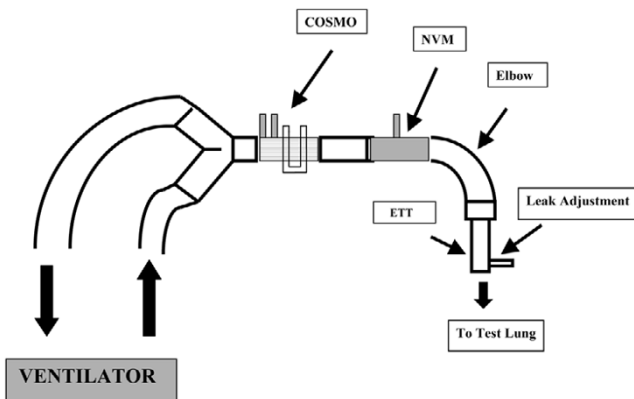 COSMO
NVM
Elbow
ETT
Leak Adjustment
To Test Lung
VENTILATOR